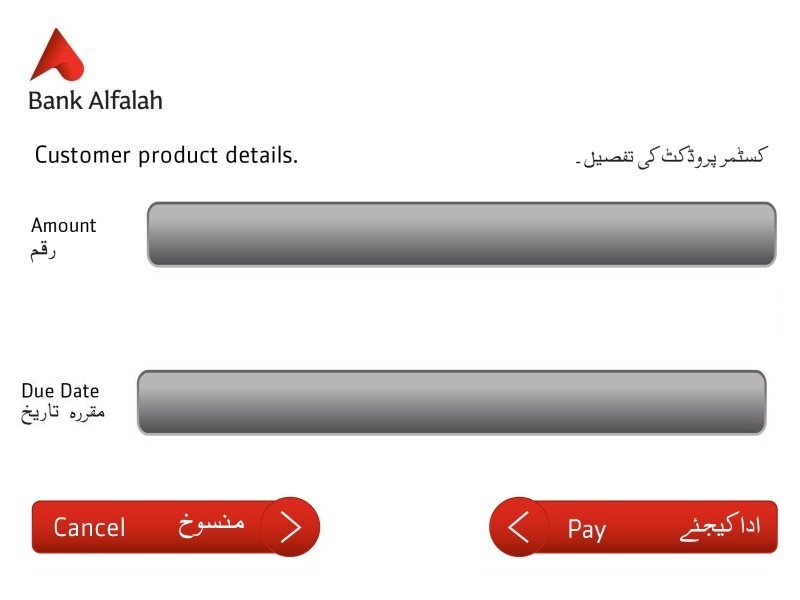 Bank Alfalah
Customer product details.
کسٹمر پروڈکٹ کی تفصیل۔
Amount
رقم
Due Date
مقررہ تاریخ
Cancel منسوخ
Pay ادا کیجئے